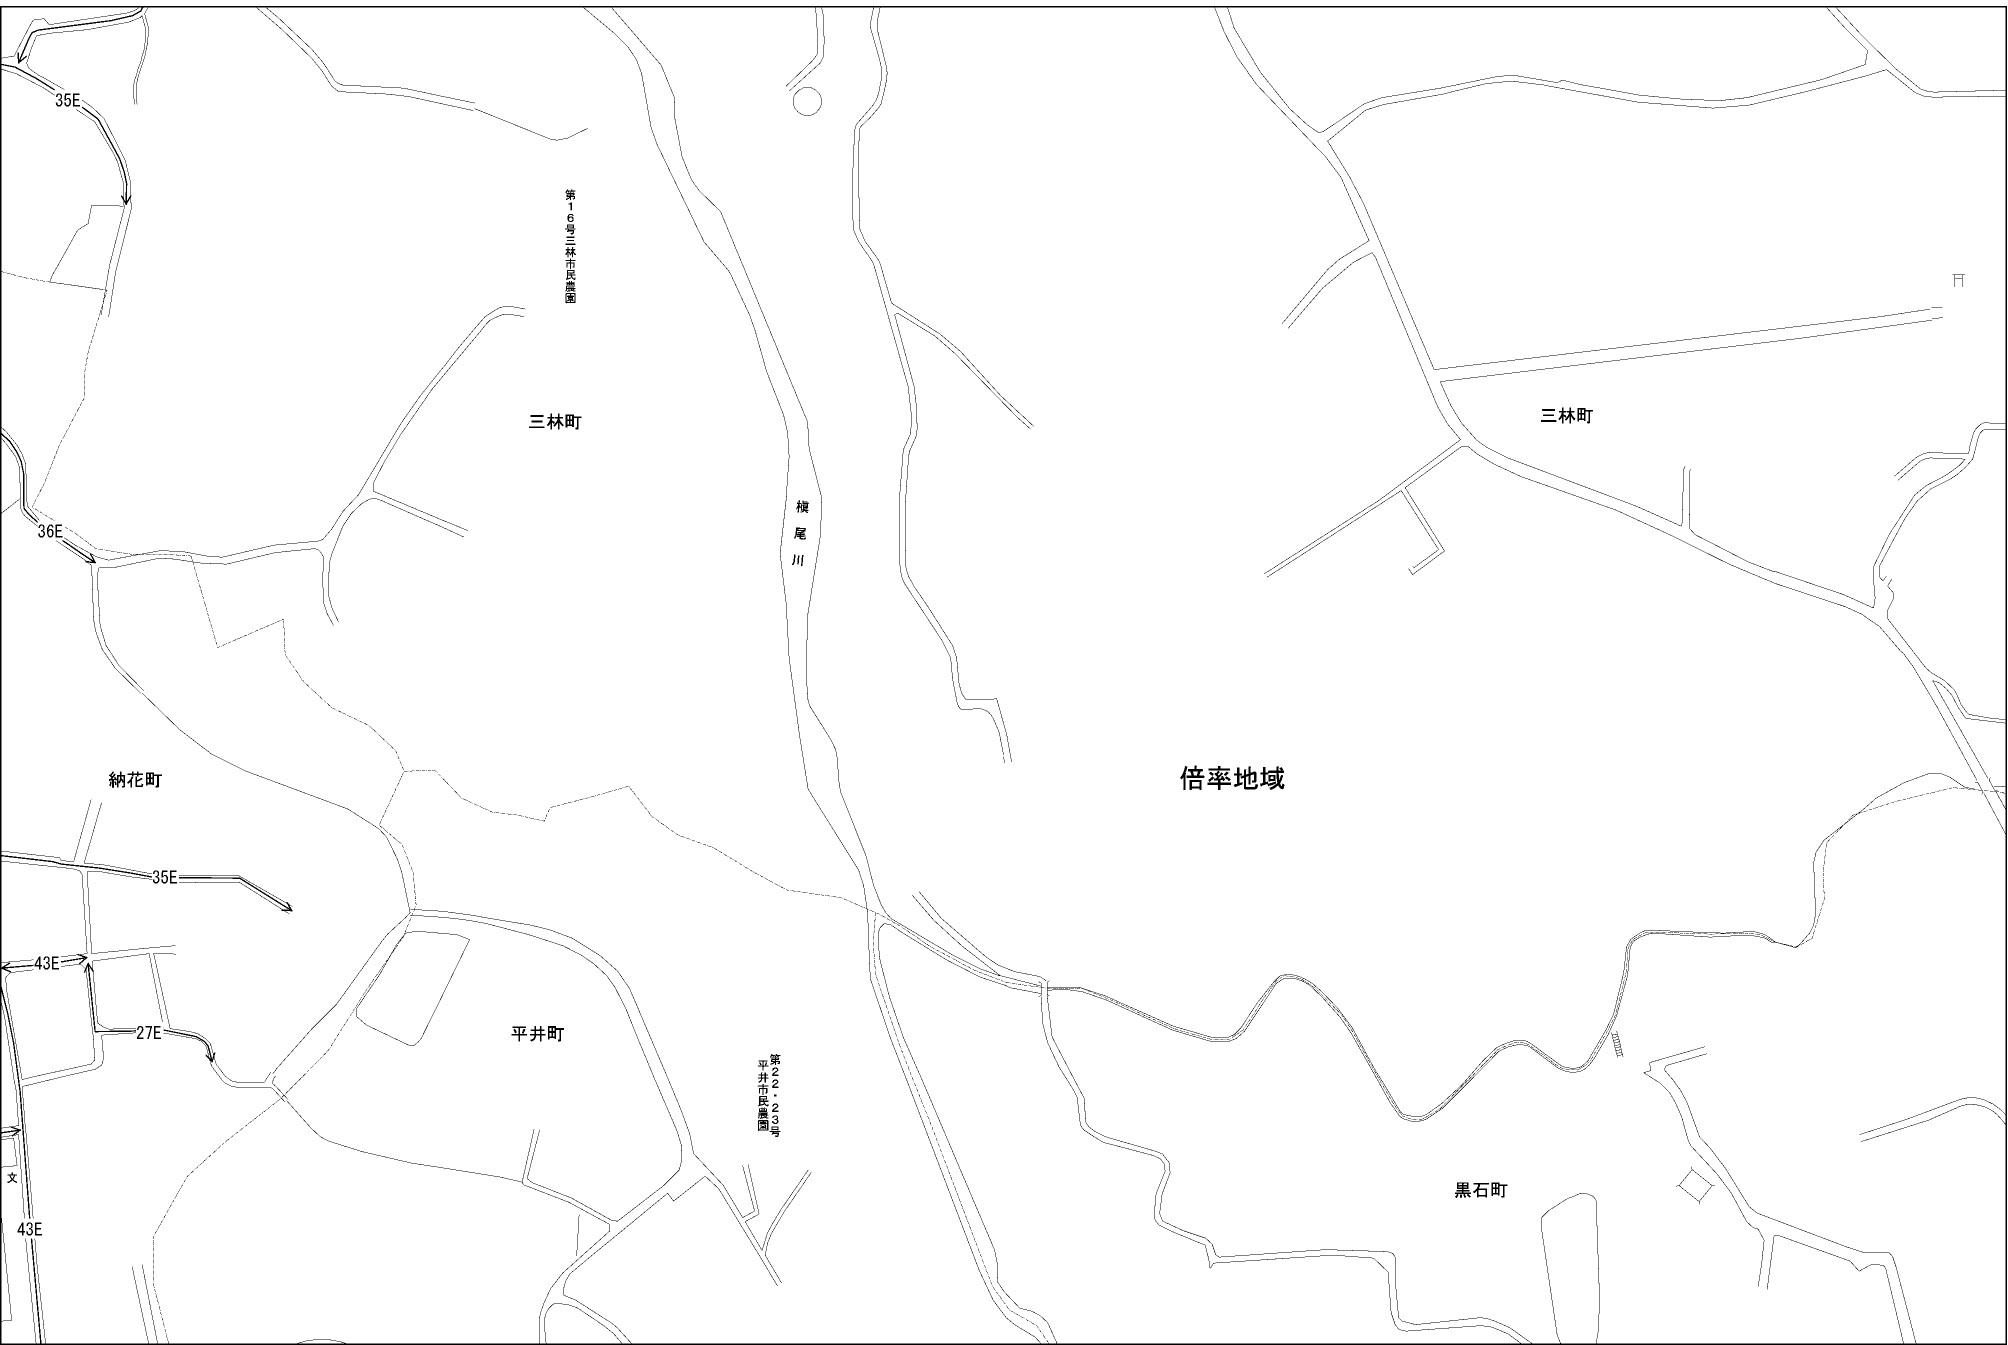 35E
第16号三林市民農園
三林町
三林町
槇尾川
36E
倍率地域
納花町
35E
43E
27E
平井町
第22・23号
平井市民農園
文
黒石町
43E